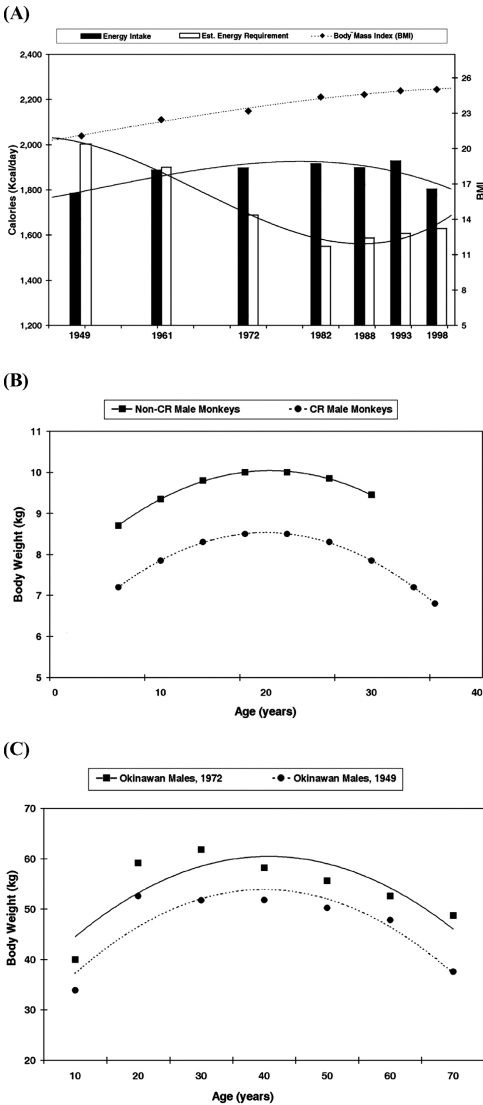 (A)
Energy Intake Est. Energy Requirement Body Mass Index (BMI)
2,400
2,200
2,000
1,800
1,600
1,400
1,200
Calories (Kcal/day)
26
23
20
17
14
11
8
5
BMI
1949 1961 1972 1982 1988 1993 1998
(B)
Non-CR Male Monkeys CR Male Monkeys
11
10
9
8
7
6
5
Body Weight (kg)
0 10 20 30 40
Age (years)
(C)
Okinawan Males, 1972 Okinawan Males, 1949
70
60
50
40
30
20
Body Weight (kg)
10 20 30 40 50 60 70
Age (years)